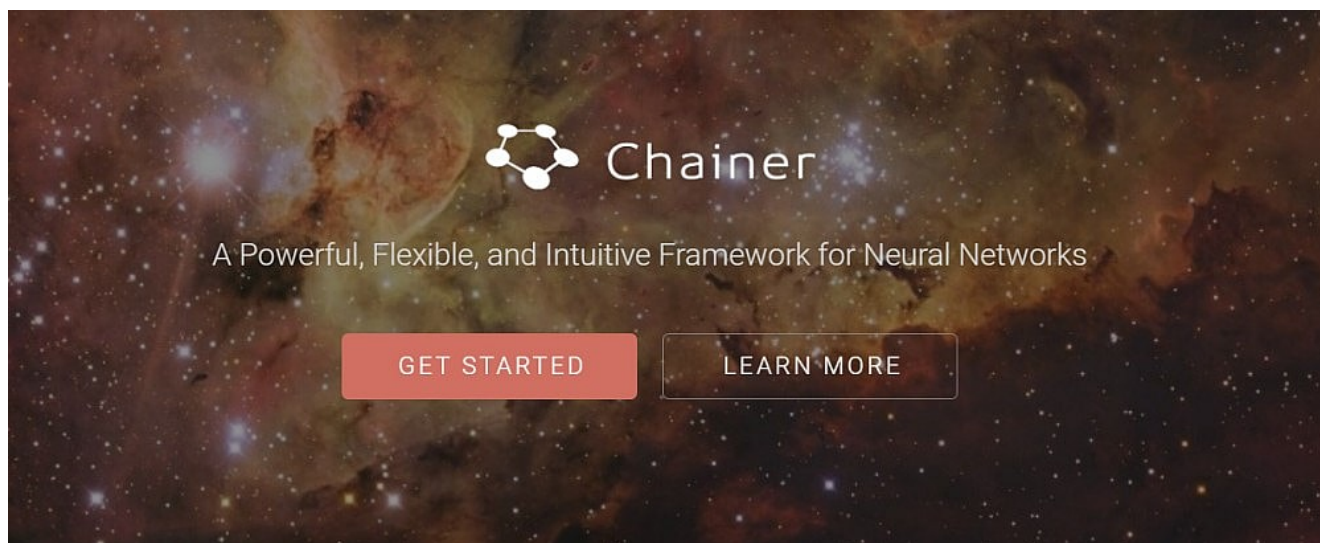 Chainer
A Powerful, Flexible, and Intuitive Framework for Neural Networks
GET STARTED
LEARN MORE